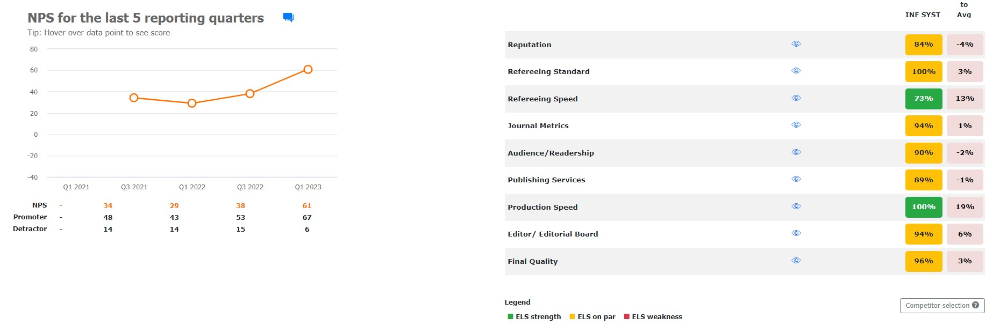 NPS for the last 5 reporting quarters
Tip: Hover over data point to see score
80
60
40
20
0
-20
-40
Q1 2021 Q3 2021 Q1 2022 Q3 2022 Q1 2023
NPS - 34 29 38 61
Promoter - 48 43 53 67
Detractor - 14 14 15 6
to
INF SYST Avg
Reputation 84% -4%
Refereeing Standard 100% 3%
Refereeing Speed 73% 13%
Journal Metrics 94% 1%
Audience/Readership 90% -2%
Publishing Services 89% -1%
Production Speed 100% 19%
Editor/ Editorial Board 94% 6%
Final Quality 96% 3%
Legend
Competitor selection ?
ELS strength ELS on par ELS weakness